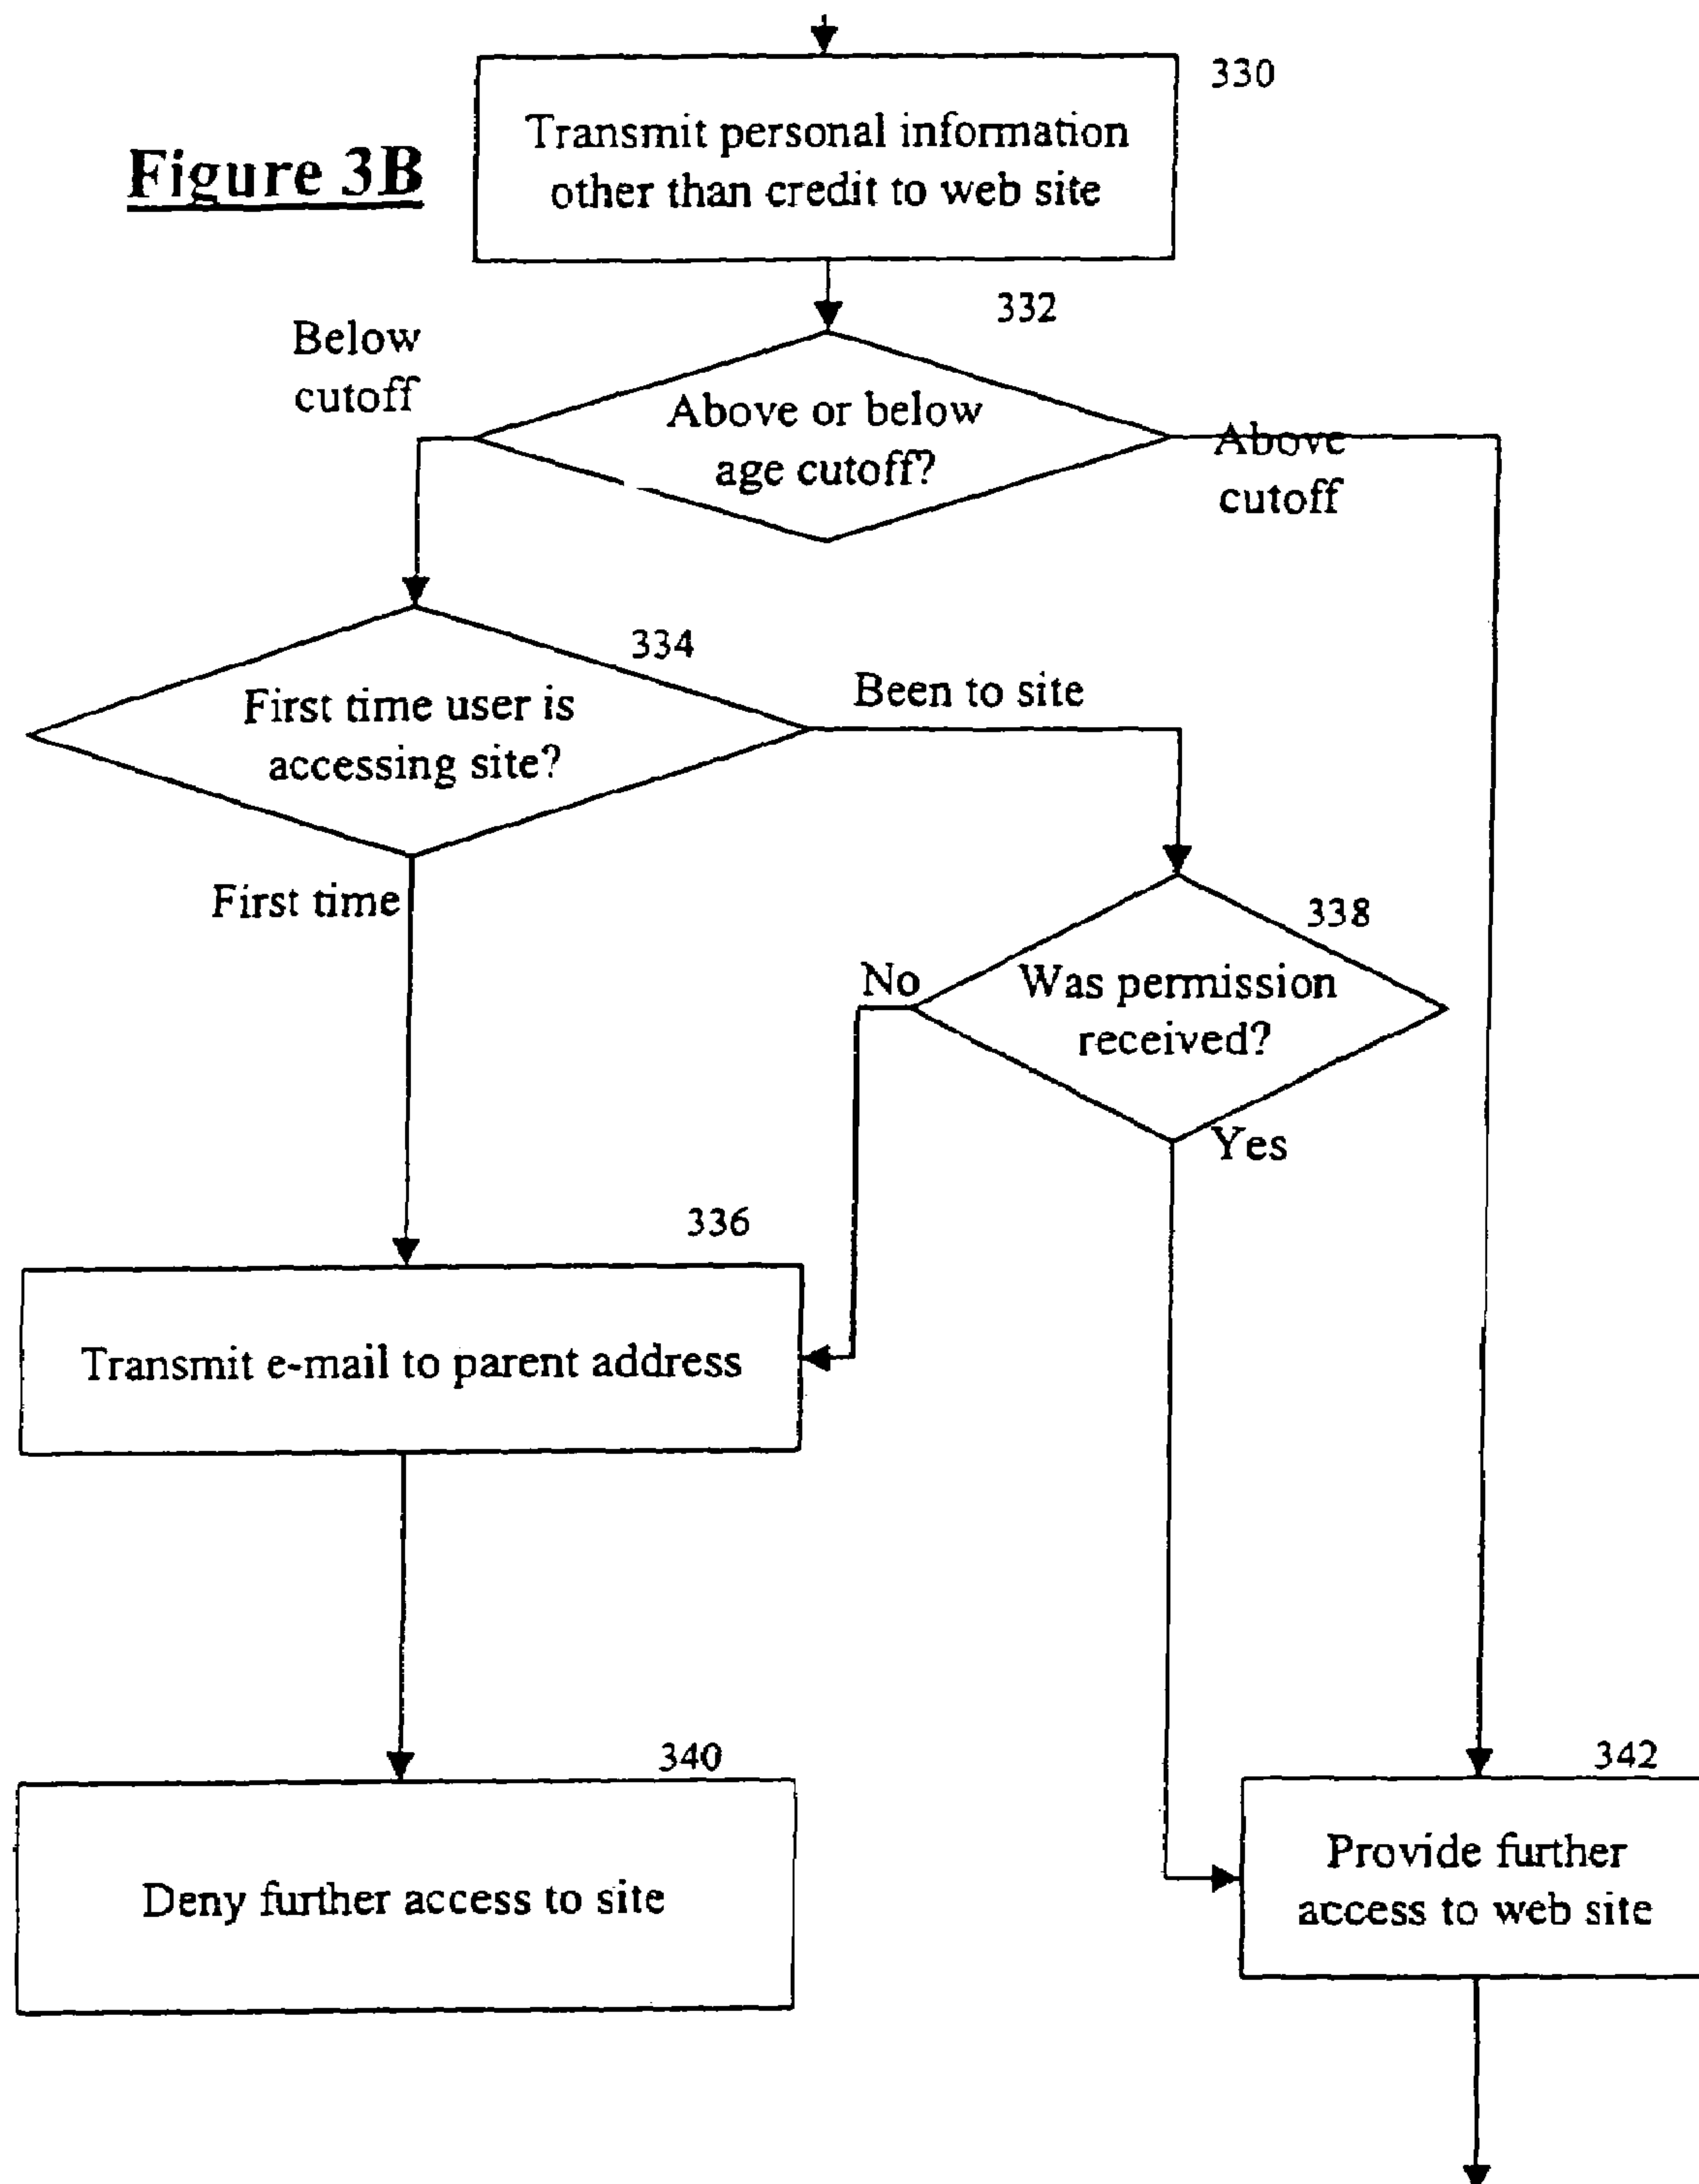 330
Transmit personal information
other than credit to web site
Figure 3B
332
Below
cutoff
Above or below
age cutoff?
Above
cutoff
334
First time user is
accessing site?
Been to site
First time
338
No
Was permission
received?
Yes
336
Transmit e-mail to parent address
340
Deny further access to site
342
Provide further
access to web site